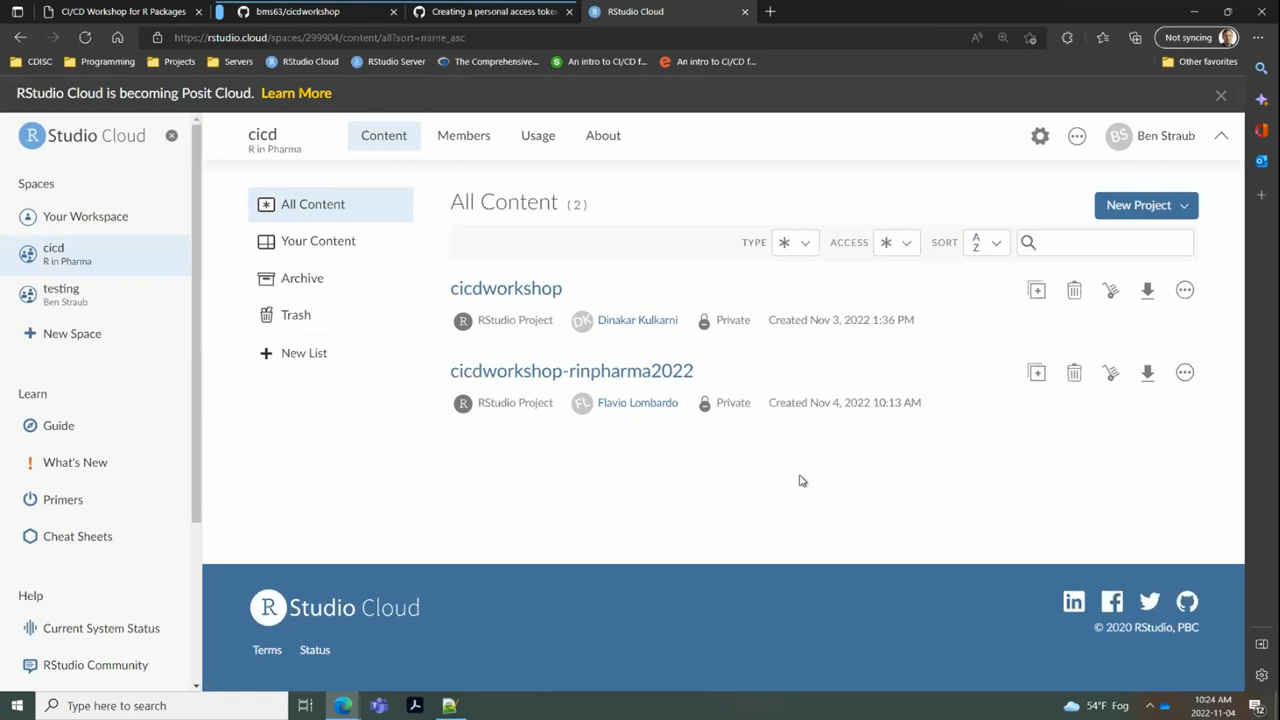 CI/CD Workshop for R Packages
bms63/cicdworkshop
Creating a personal access toke
RStudio Cloud
https://rstudio.cloud/spaces/299904/content/all?sort=name_asc
Not syncing
CDISC
Programming
Projects
Servers
RStudio Cloud
RStudio Server
The Comprehensive...
An intro to CI/CD f...
An intro to CI/CD f...
Other favorites
RStudio Cloud is becoming Posit Cloud. Learn More
R Studio Cloud
cicd
R in Pharma
Content
Members
Usage
About
BS
Ben Straub
Spaces
Your Workspace
cicd
R in Pharma
testing
Ben Straub
New Space
Learn
Guide
What's New
Primers
Cheat Sheets
Help
Current System Status
RStudio Community
All Content
Your Content
Archive
Trash
New List
All Content (2)
New Project
TYPE
ACCESS
SORT
A
Z
cicdworkshop
R RStudio Project DK Dinakar Kulkarni Private Created Nov 3, 2022 1:36 PM
cicdworkshop-rinpharma2022
R RStudio Project FL Flavio Lombardo Private Created Nov 4, 2022 10:13 AM
R Studio Cloud
Terms
Status
© 2020 RStudio, PBC
Type here to search
54°F Fog
10:24 AM
2022-11-04
12